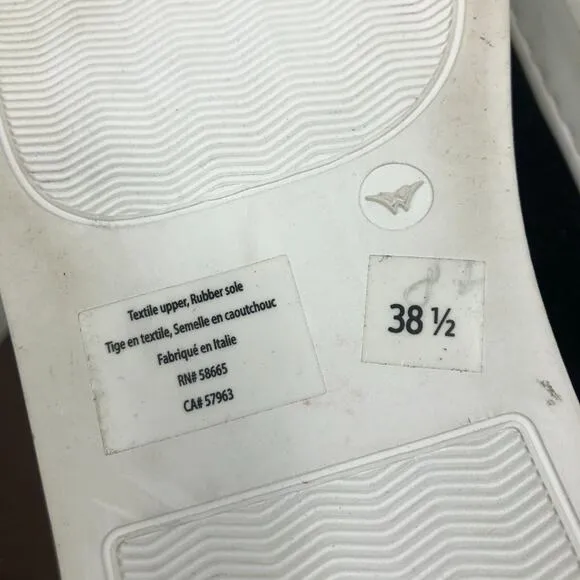 Textile upper, Rubber sole
Tige en textile, Semelle en caoutchouc
Fabriqué en Italie
RN# 58665
CA# 57963
38 ½